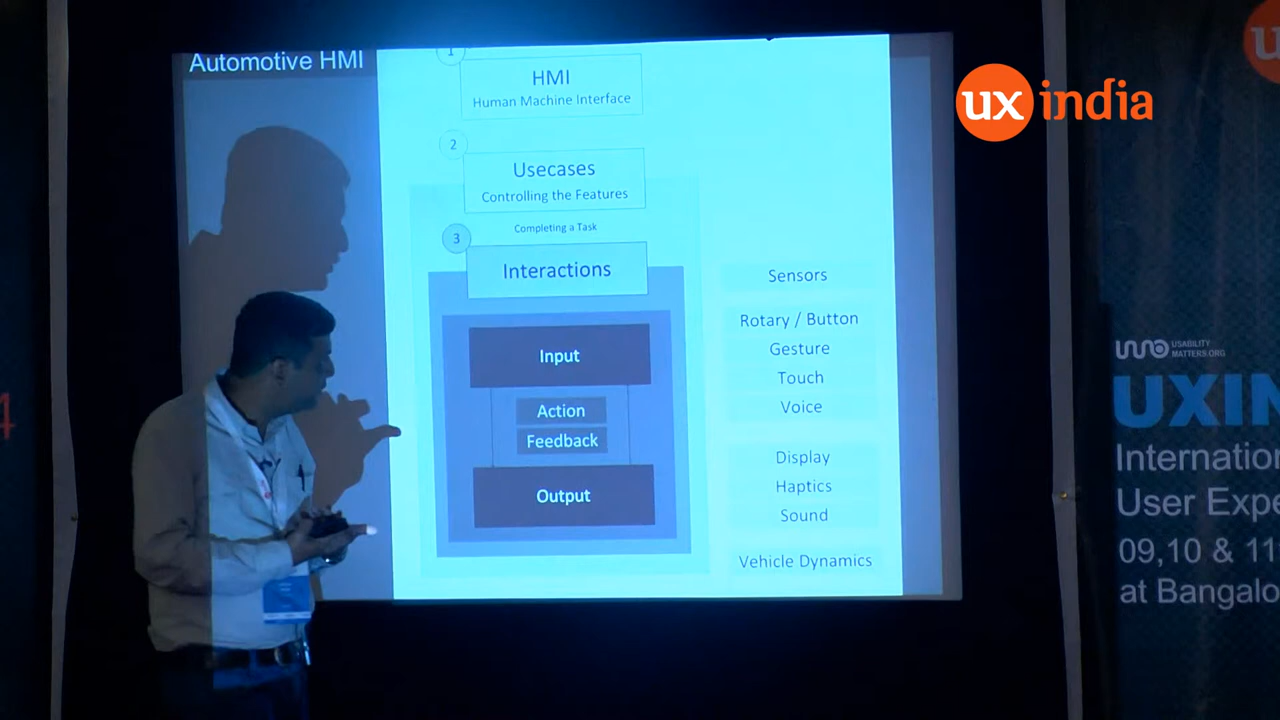 Automotive HMI
1
HMI
Human Machine Interface
2
Usecases
Controlling the Features
Completing a Task
3
Interactions
Input
Action
Feedback
Output
Sensors
Rotary / Button
Gesture
Touch
Voice
Display
Haptics
Sound
Vehicle Dynamics
ux india
USABILITY
MATTERS.ORG
UXIN
Internation
User Expe
09,10 & 11
at Bangalo
4
u